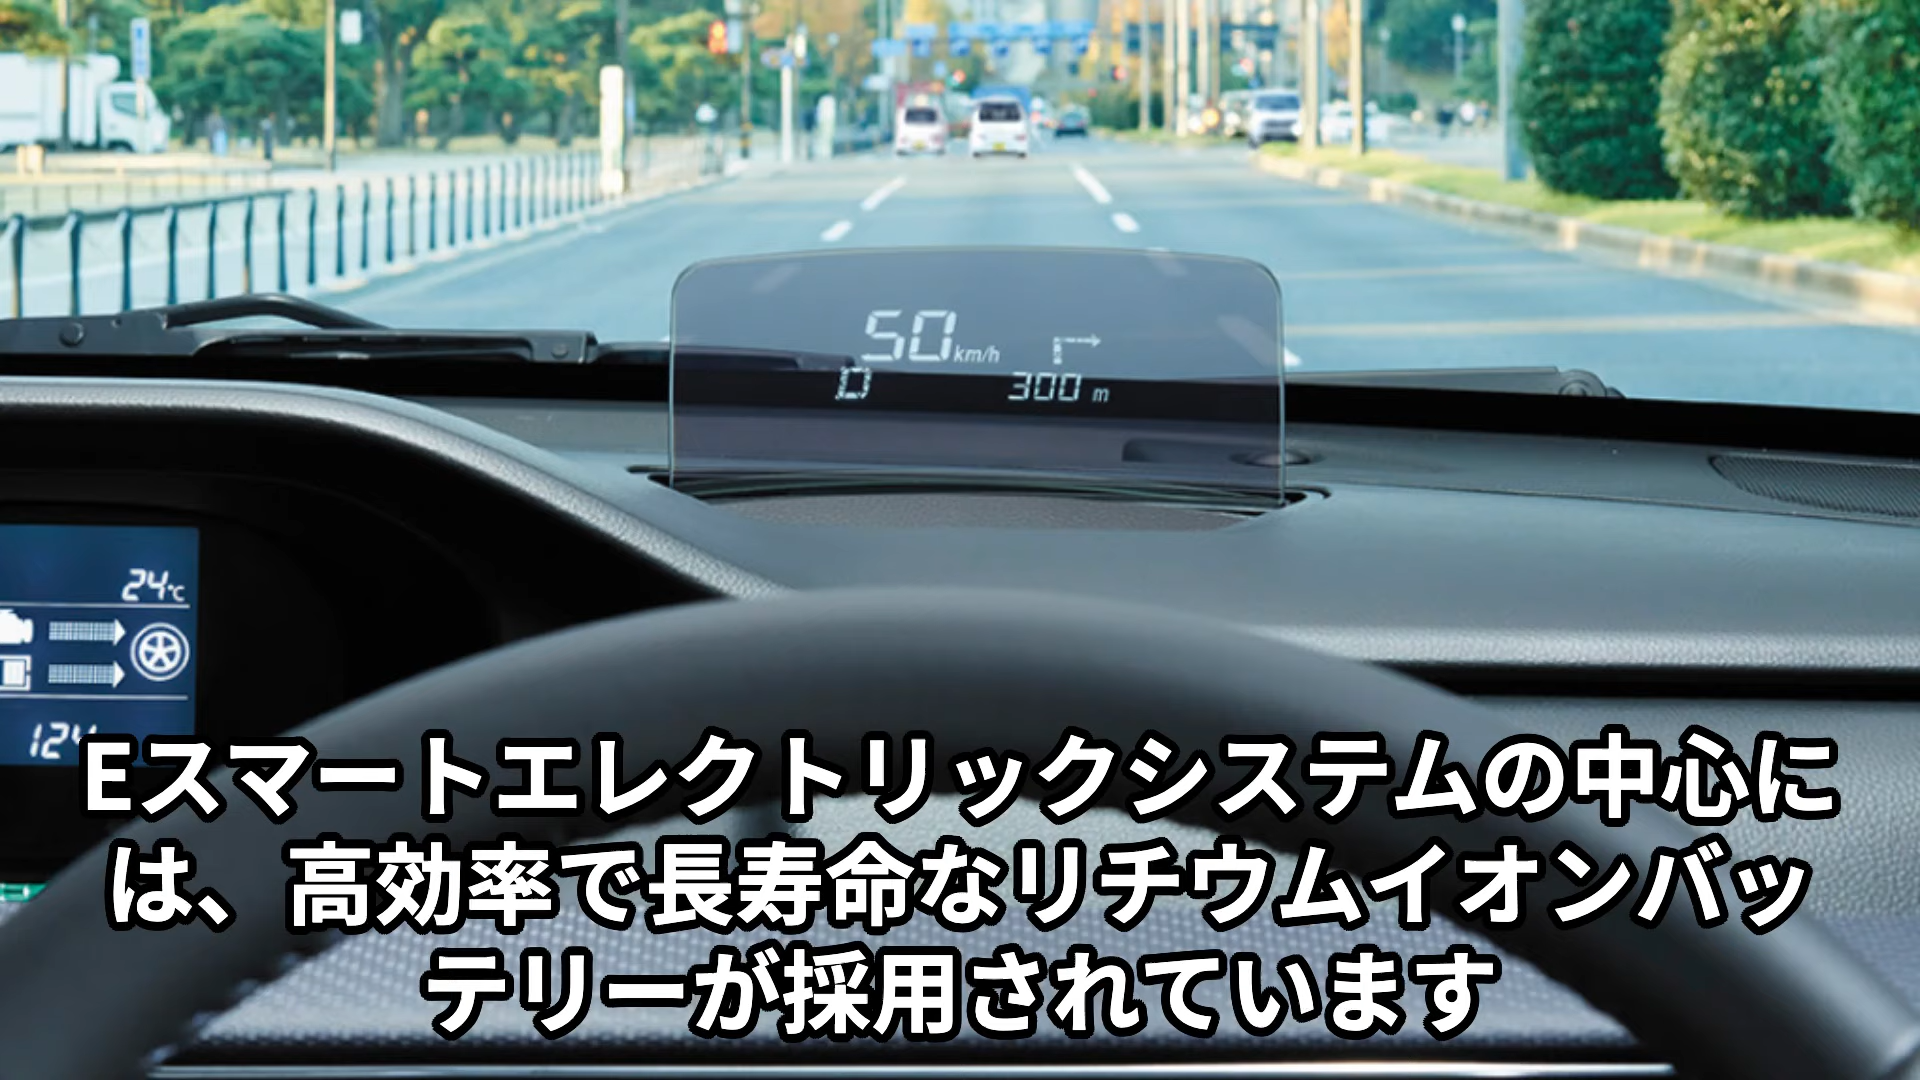 50 km/h
D 300 m
24℃
Eスマートエレクトリックシステムの中心に
は、高効率で長寿命なリチウムイオンバッ
テリーが採用されています